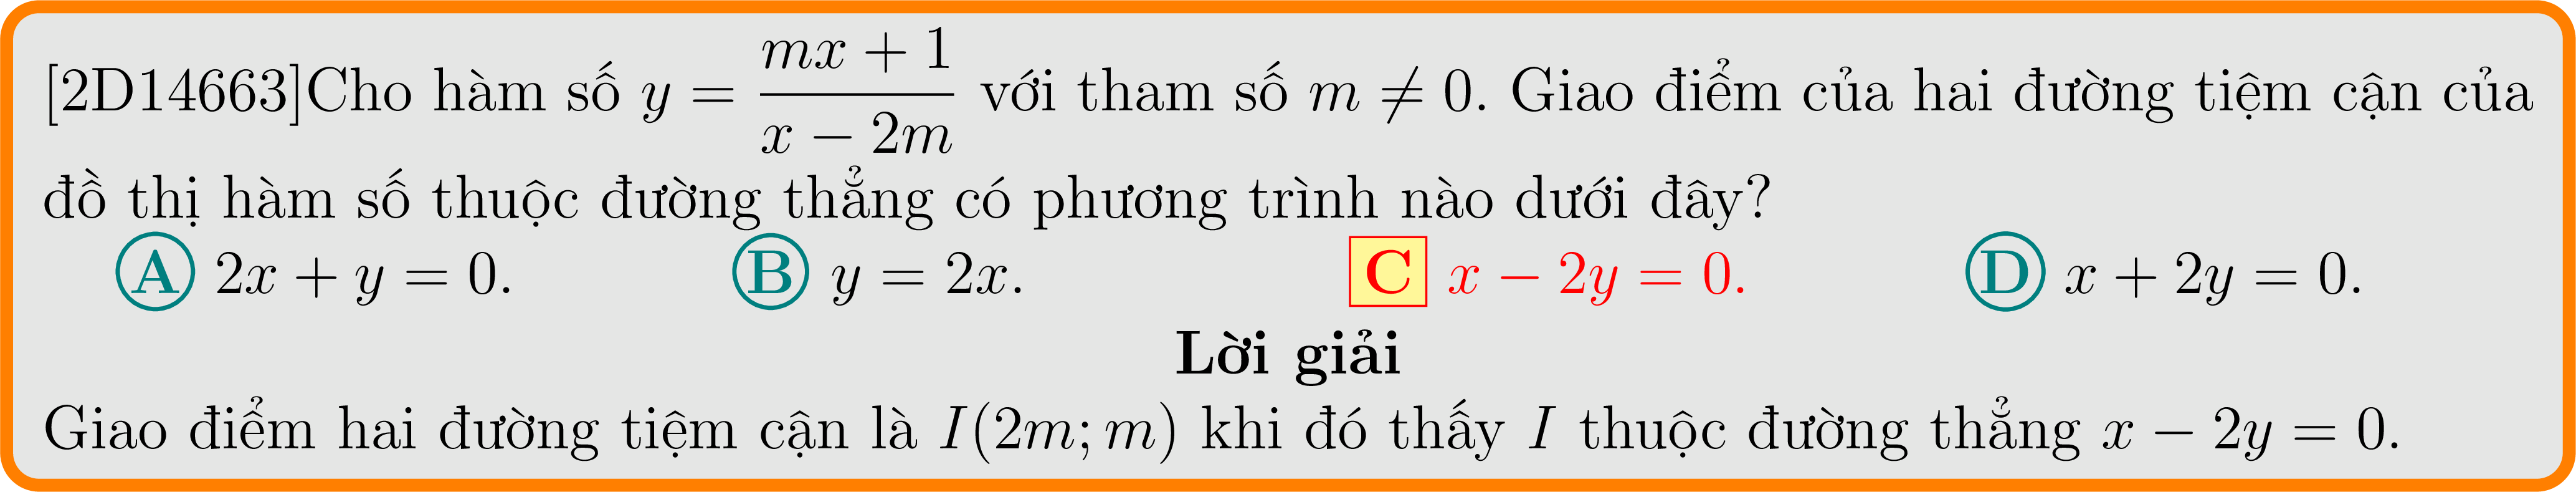 [2D14663]Cho hàm số $y = \dfrac{mx + 1}{x - 2m}$ với tham số $m \neq 0$. Giao điểm của hai đường tiệm cận của
đồ thị hàm số thuộc đường thẳng có phương trình nào dưới đây?
A $2x + y = 0$. B $y = 2x$. C $x - 2y = 0$. D $x + 2y = 0$.
Lời giải
Giao điểm hai đường tiệm cận là $I(2m; m)$ khi đó thấy $I$ thuộc đường thẳng $x - 2y = 0$.